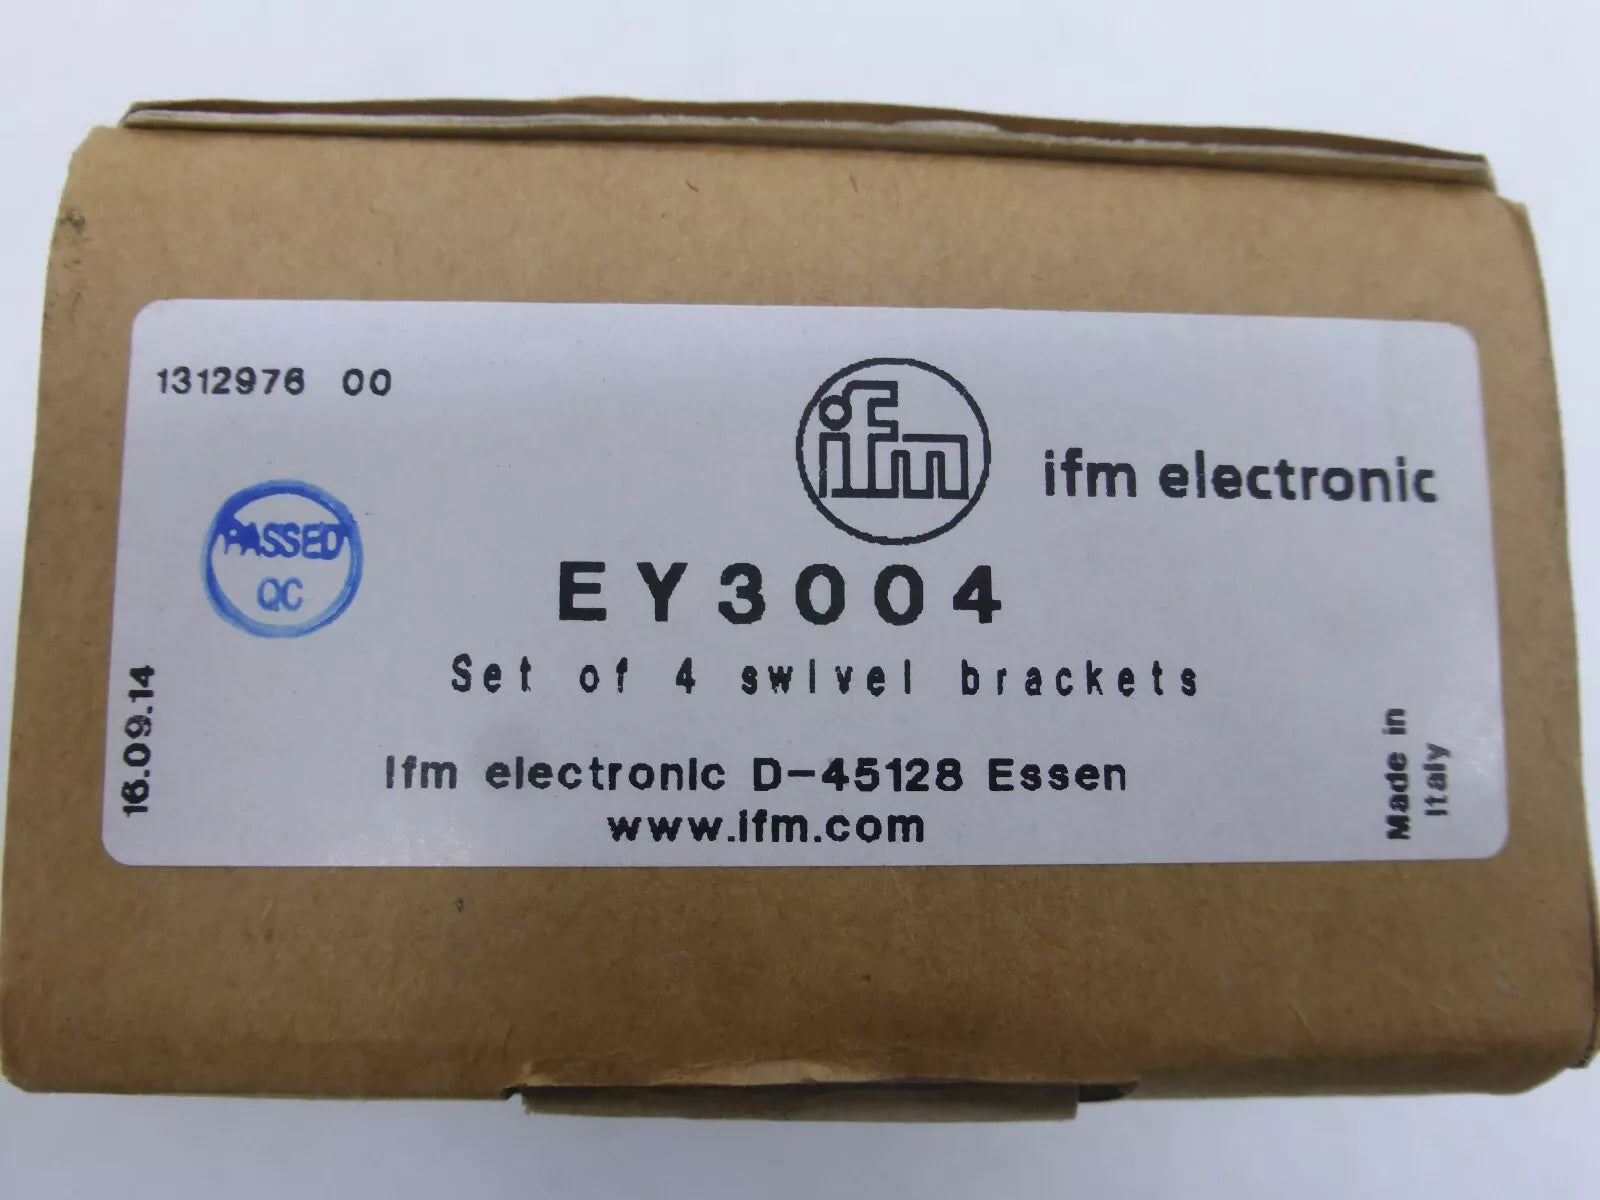 1312976 00
ifm
ifm electronic
PASSED
QC
EY3004
Set of 4 swivel brackets
16.09.14
ifm electronic D-45128 Essen
www.ifm.com
Made in
Italy